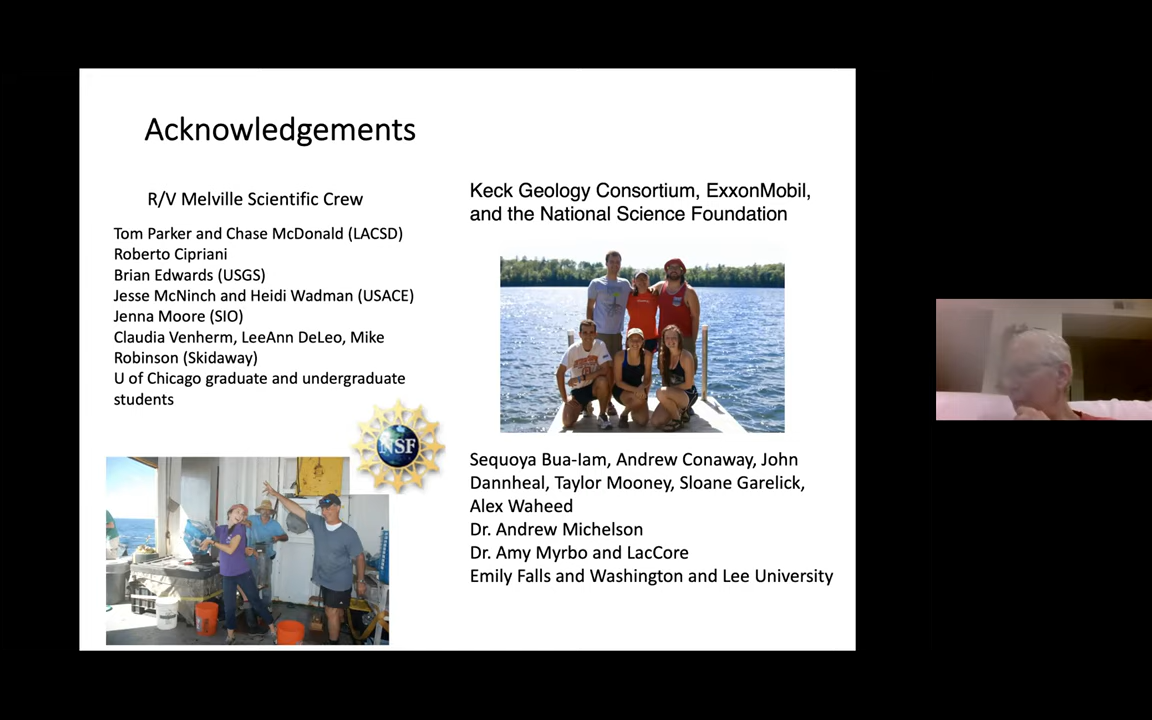 Acknowledgements
R/V Melville Scientific Crew
Tom Parker and Chase McDonald (LACSD)
Roberto Cipriani
Brian Edwards (USGS)
Jesse McNinch and Heidi Wadman (USACE)
Jenna Moore (SIO)
Claudia Venherm, LeeAnn DeLeo, Mike
Robinson (Skidaway)
U of Chicago graduate and undergraduate
students
NSF
Keck Geology Consortium, ExxonMobil,
and the National Science Foundation
Sequoya Bua-Iam, Andrew Conaway, John
Dannheal, Taylor Mooney, Sloane Garelick,
Alex Waheed
Dr. Andrew Michelson
Dr. Amy Myrbo and LacCore
Emily Falls and Washington and Lee University